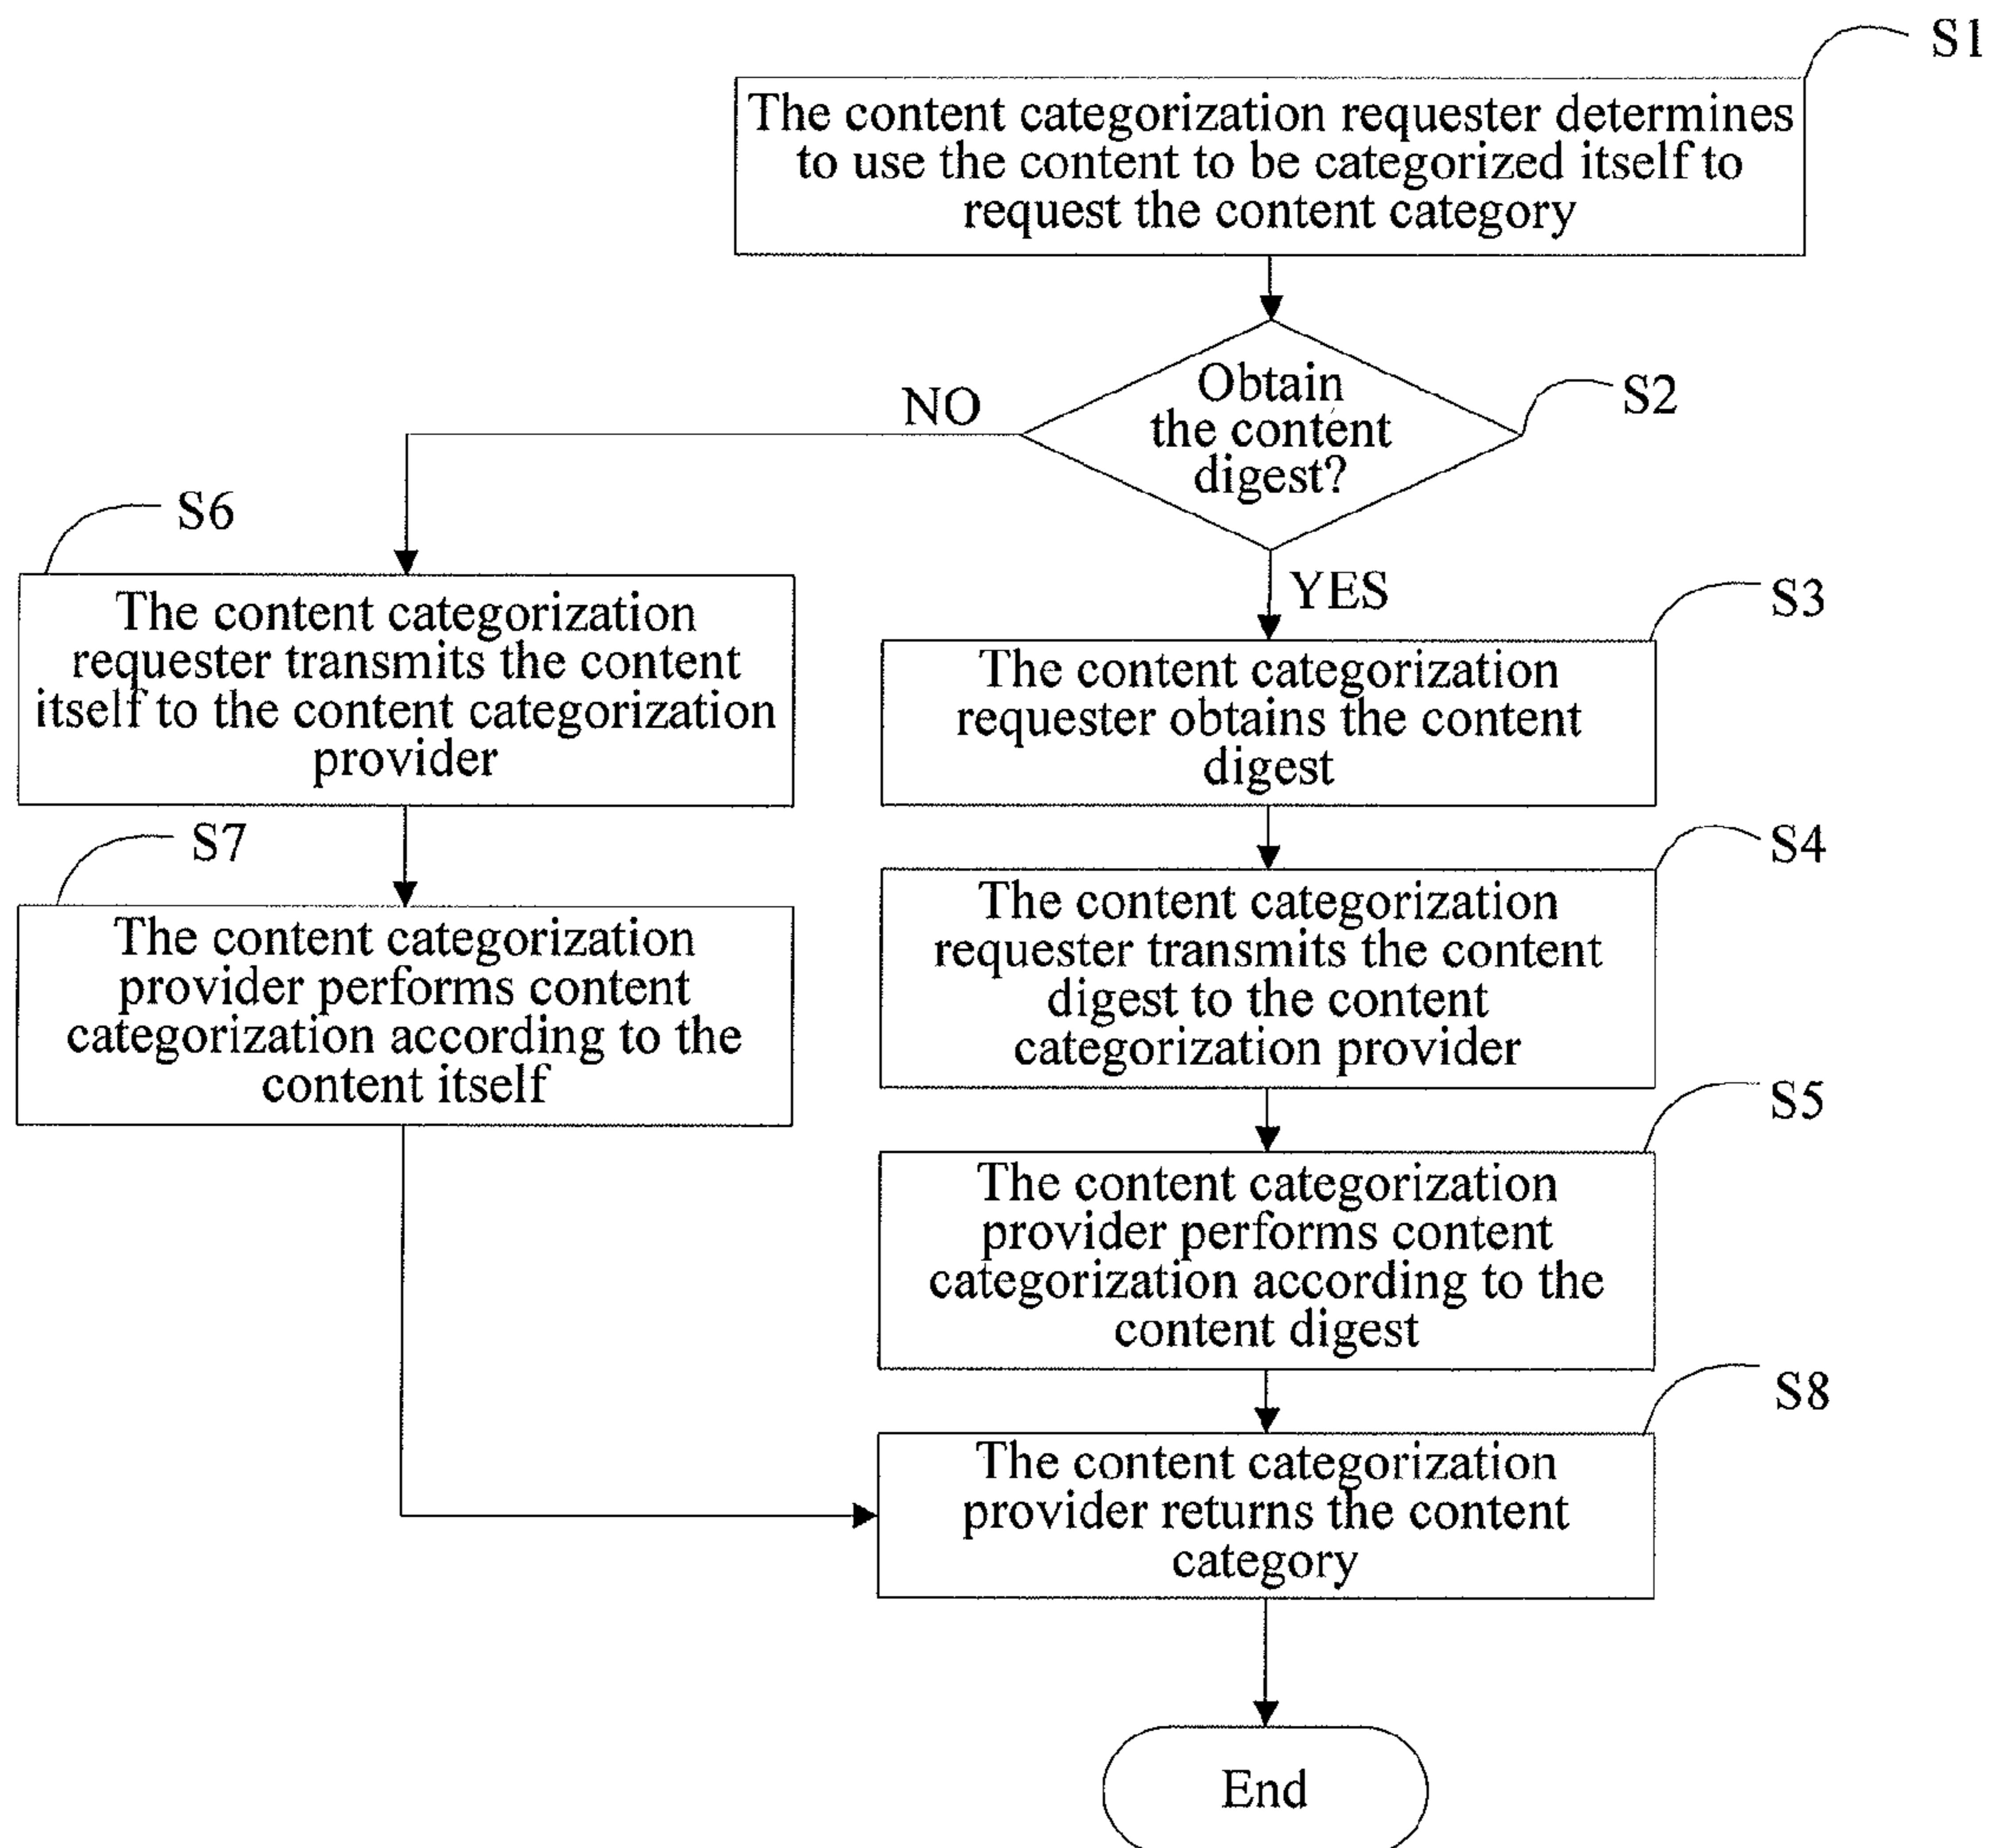 S1
The content categorization requester determines
to use the content to be categorized itself to
request the content category
Obtain
the content
digest?
S2
NO
YES
S6
The content categorization
requester transmits the content
itself to the content categorization
provider
S3
The content categorization
requester obtains the content
digest
S7
The content categorization
provider performs content
categorization according to the
content itself
S4
The content categorization
requester transmits the content
digest to the content
categorization provider
S5
The content categorization
provider performs content
categorization according to the
content digest
S8
The content categorization
provider returns the content
category
End